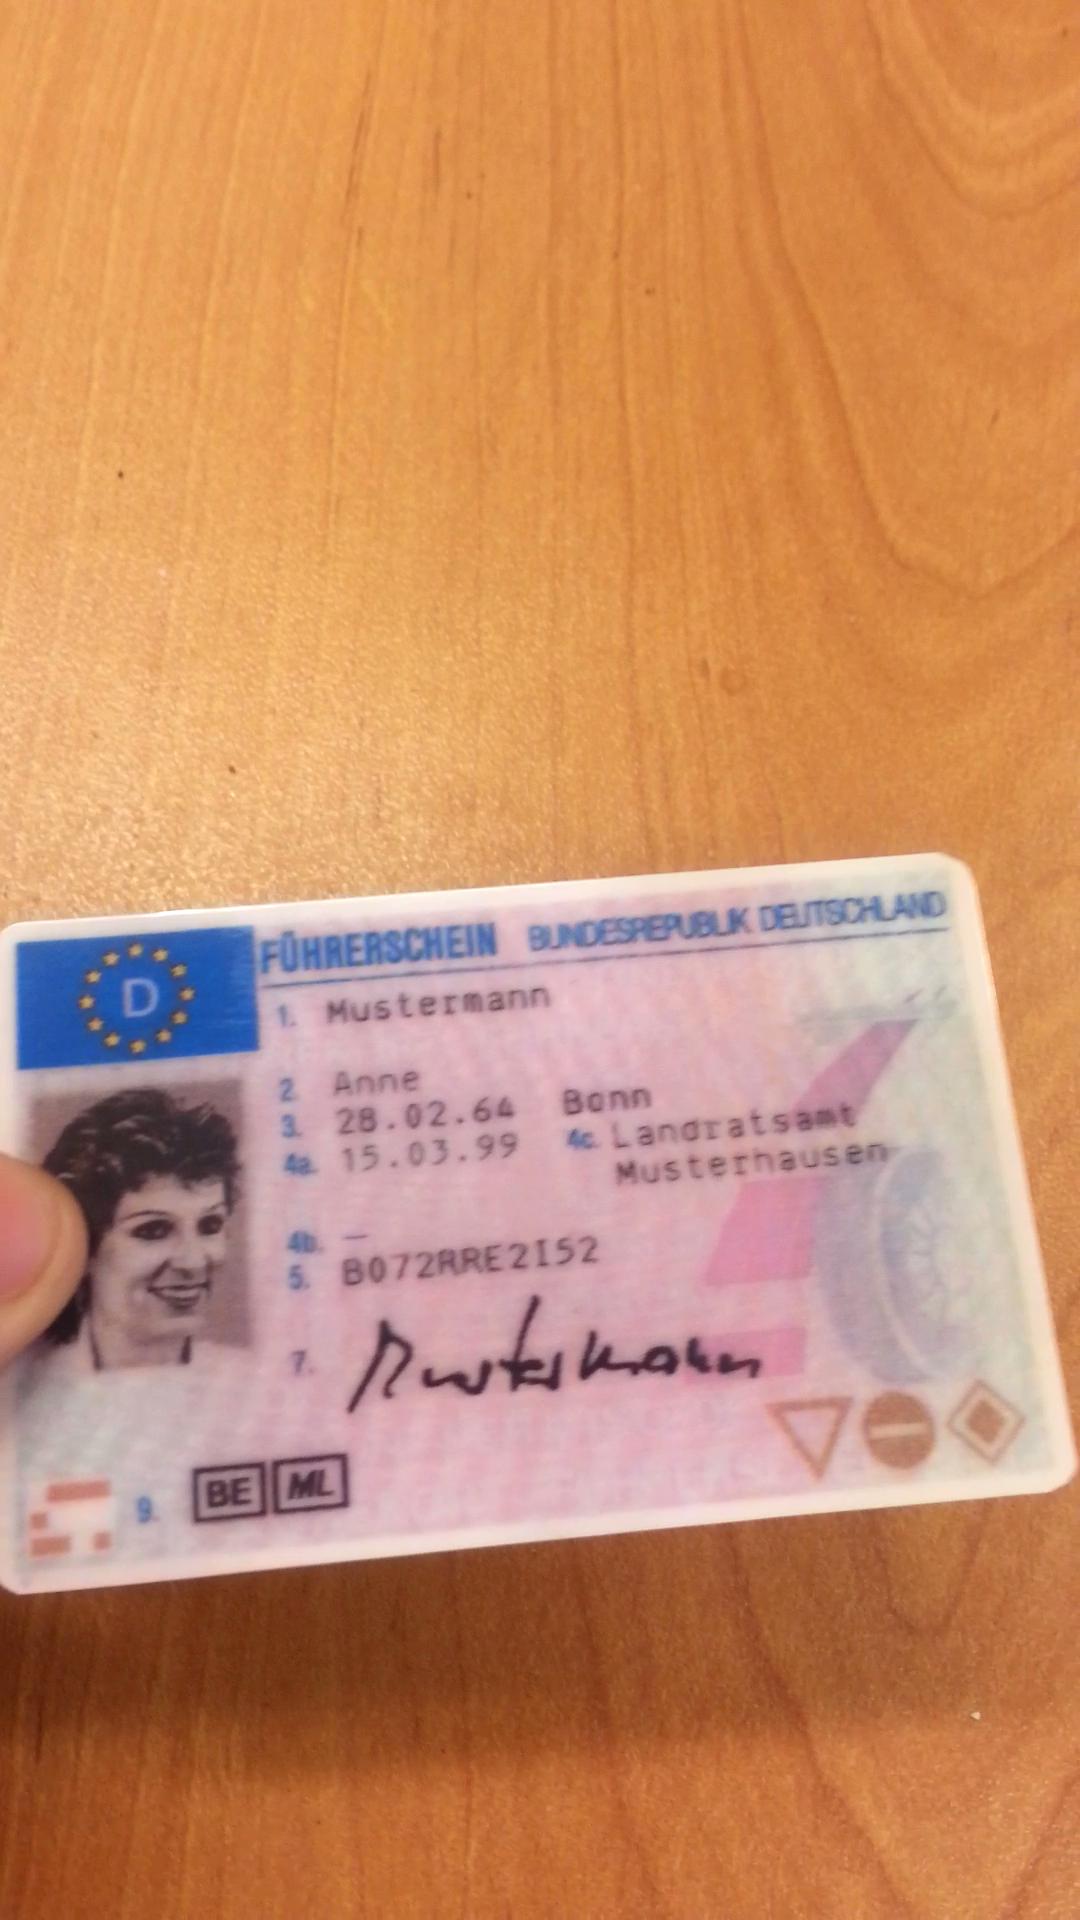 D
FÜHRERSCHEIN BUNDESREPUBLIK DEUTSCHLAND
1. Mustermann
2. Anne
3. 28.02.64 Bonn
4a. 15.03.99 4c. Landratsamt
Musterhausen
4b. —
5. B072RRE2I52
7. Mustermann
9. BE ML